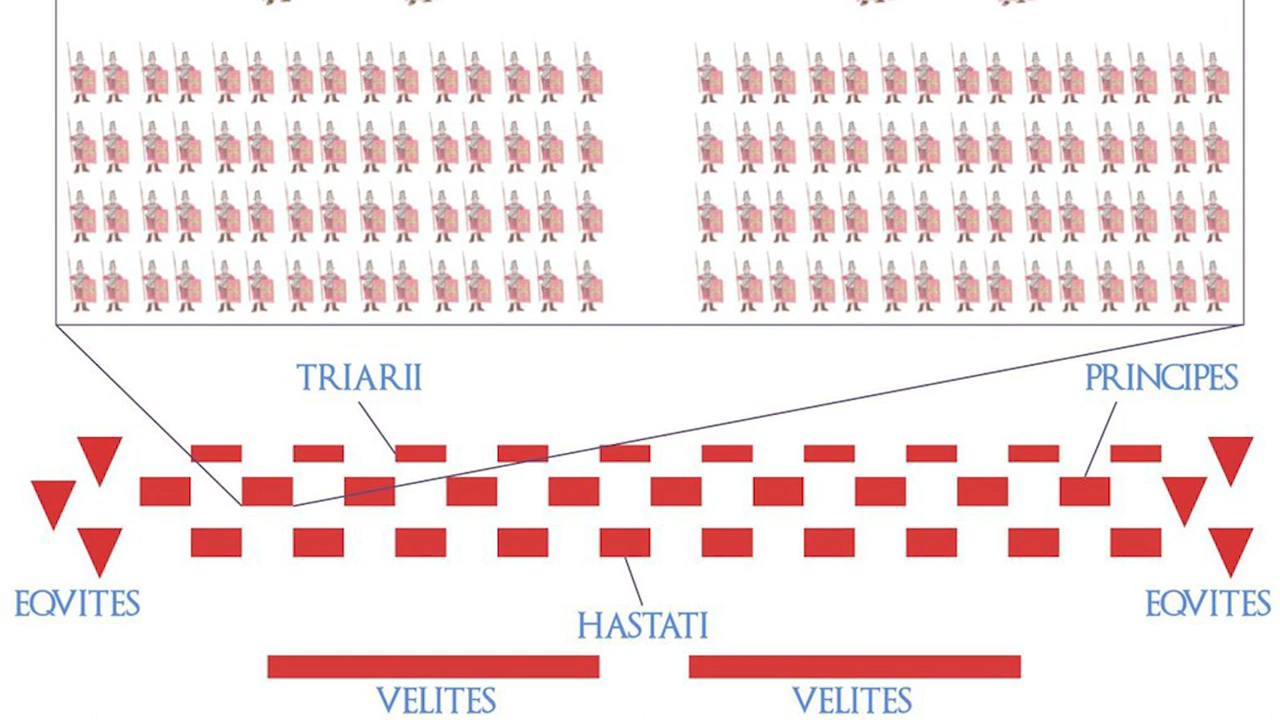 TRIARII
PRINCIPES
EQVITES
EQVITES
HASTATI
VELITES
VELITES